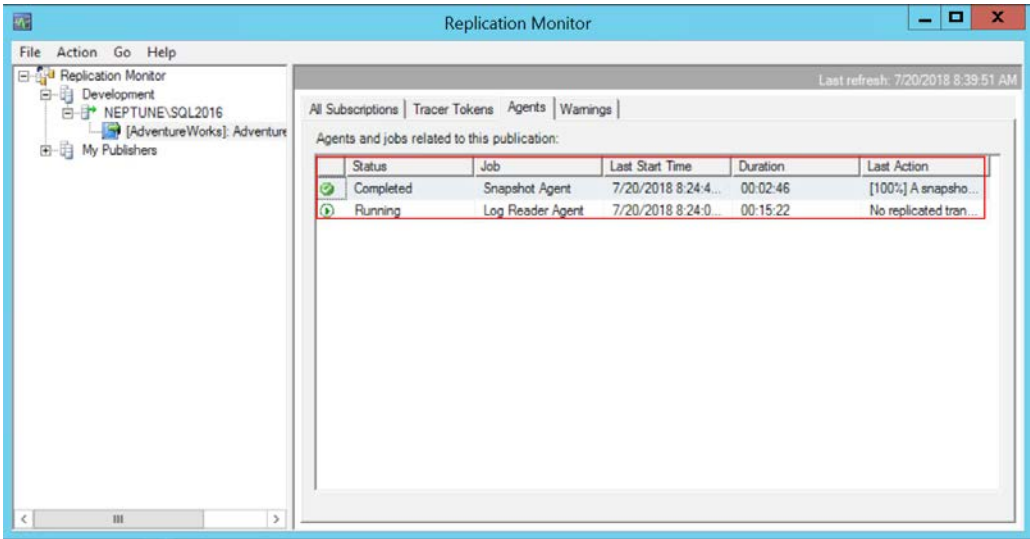 Replication Monitor
File Action Go Help
Replication Monitor
Development
NEPTUNE\SQL2016
[AdventureWorks]: Adventure
My Publishers
Last refresh: 7/20/2018 8:39:51 AM
All Subscriptions Tracer Tokens Agents Warnings
Agents and jobs related to this publication:
Status Job Last Start Time Duration Last Action
Completed Snapshot Agent 7/20/2018 8:24:4... 00:02:46 [100%] A snapsho...
Running Log Reader Agent 7/20/2018 8:24:0... 00:15:22 No replicated tran...